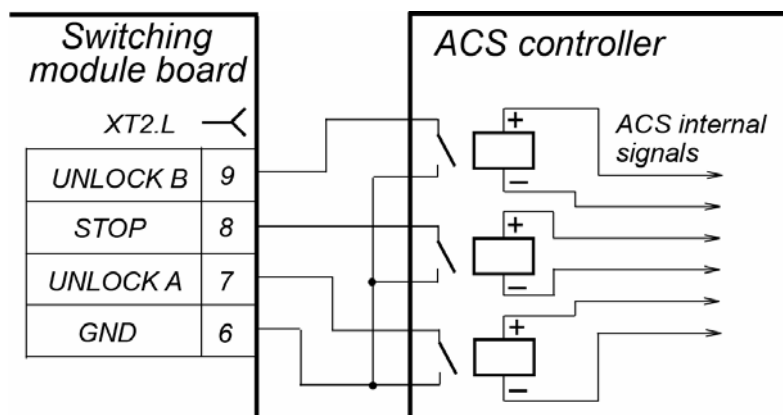 Switching
module board
XT2.L
UNLOCK B 9
STOP 8
UNLOCK A 7
GND 6
ACS controller
ACS internal
signals
+
−
+
−
+
−